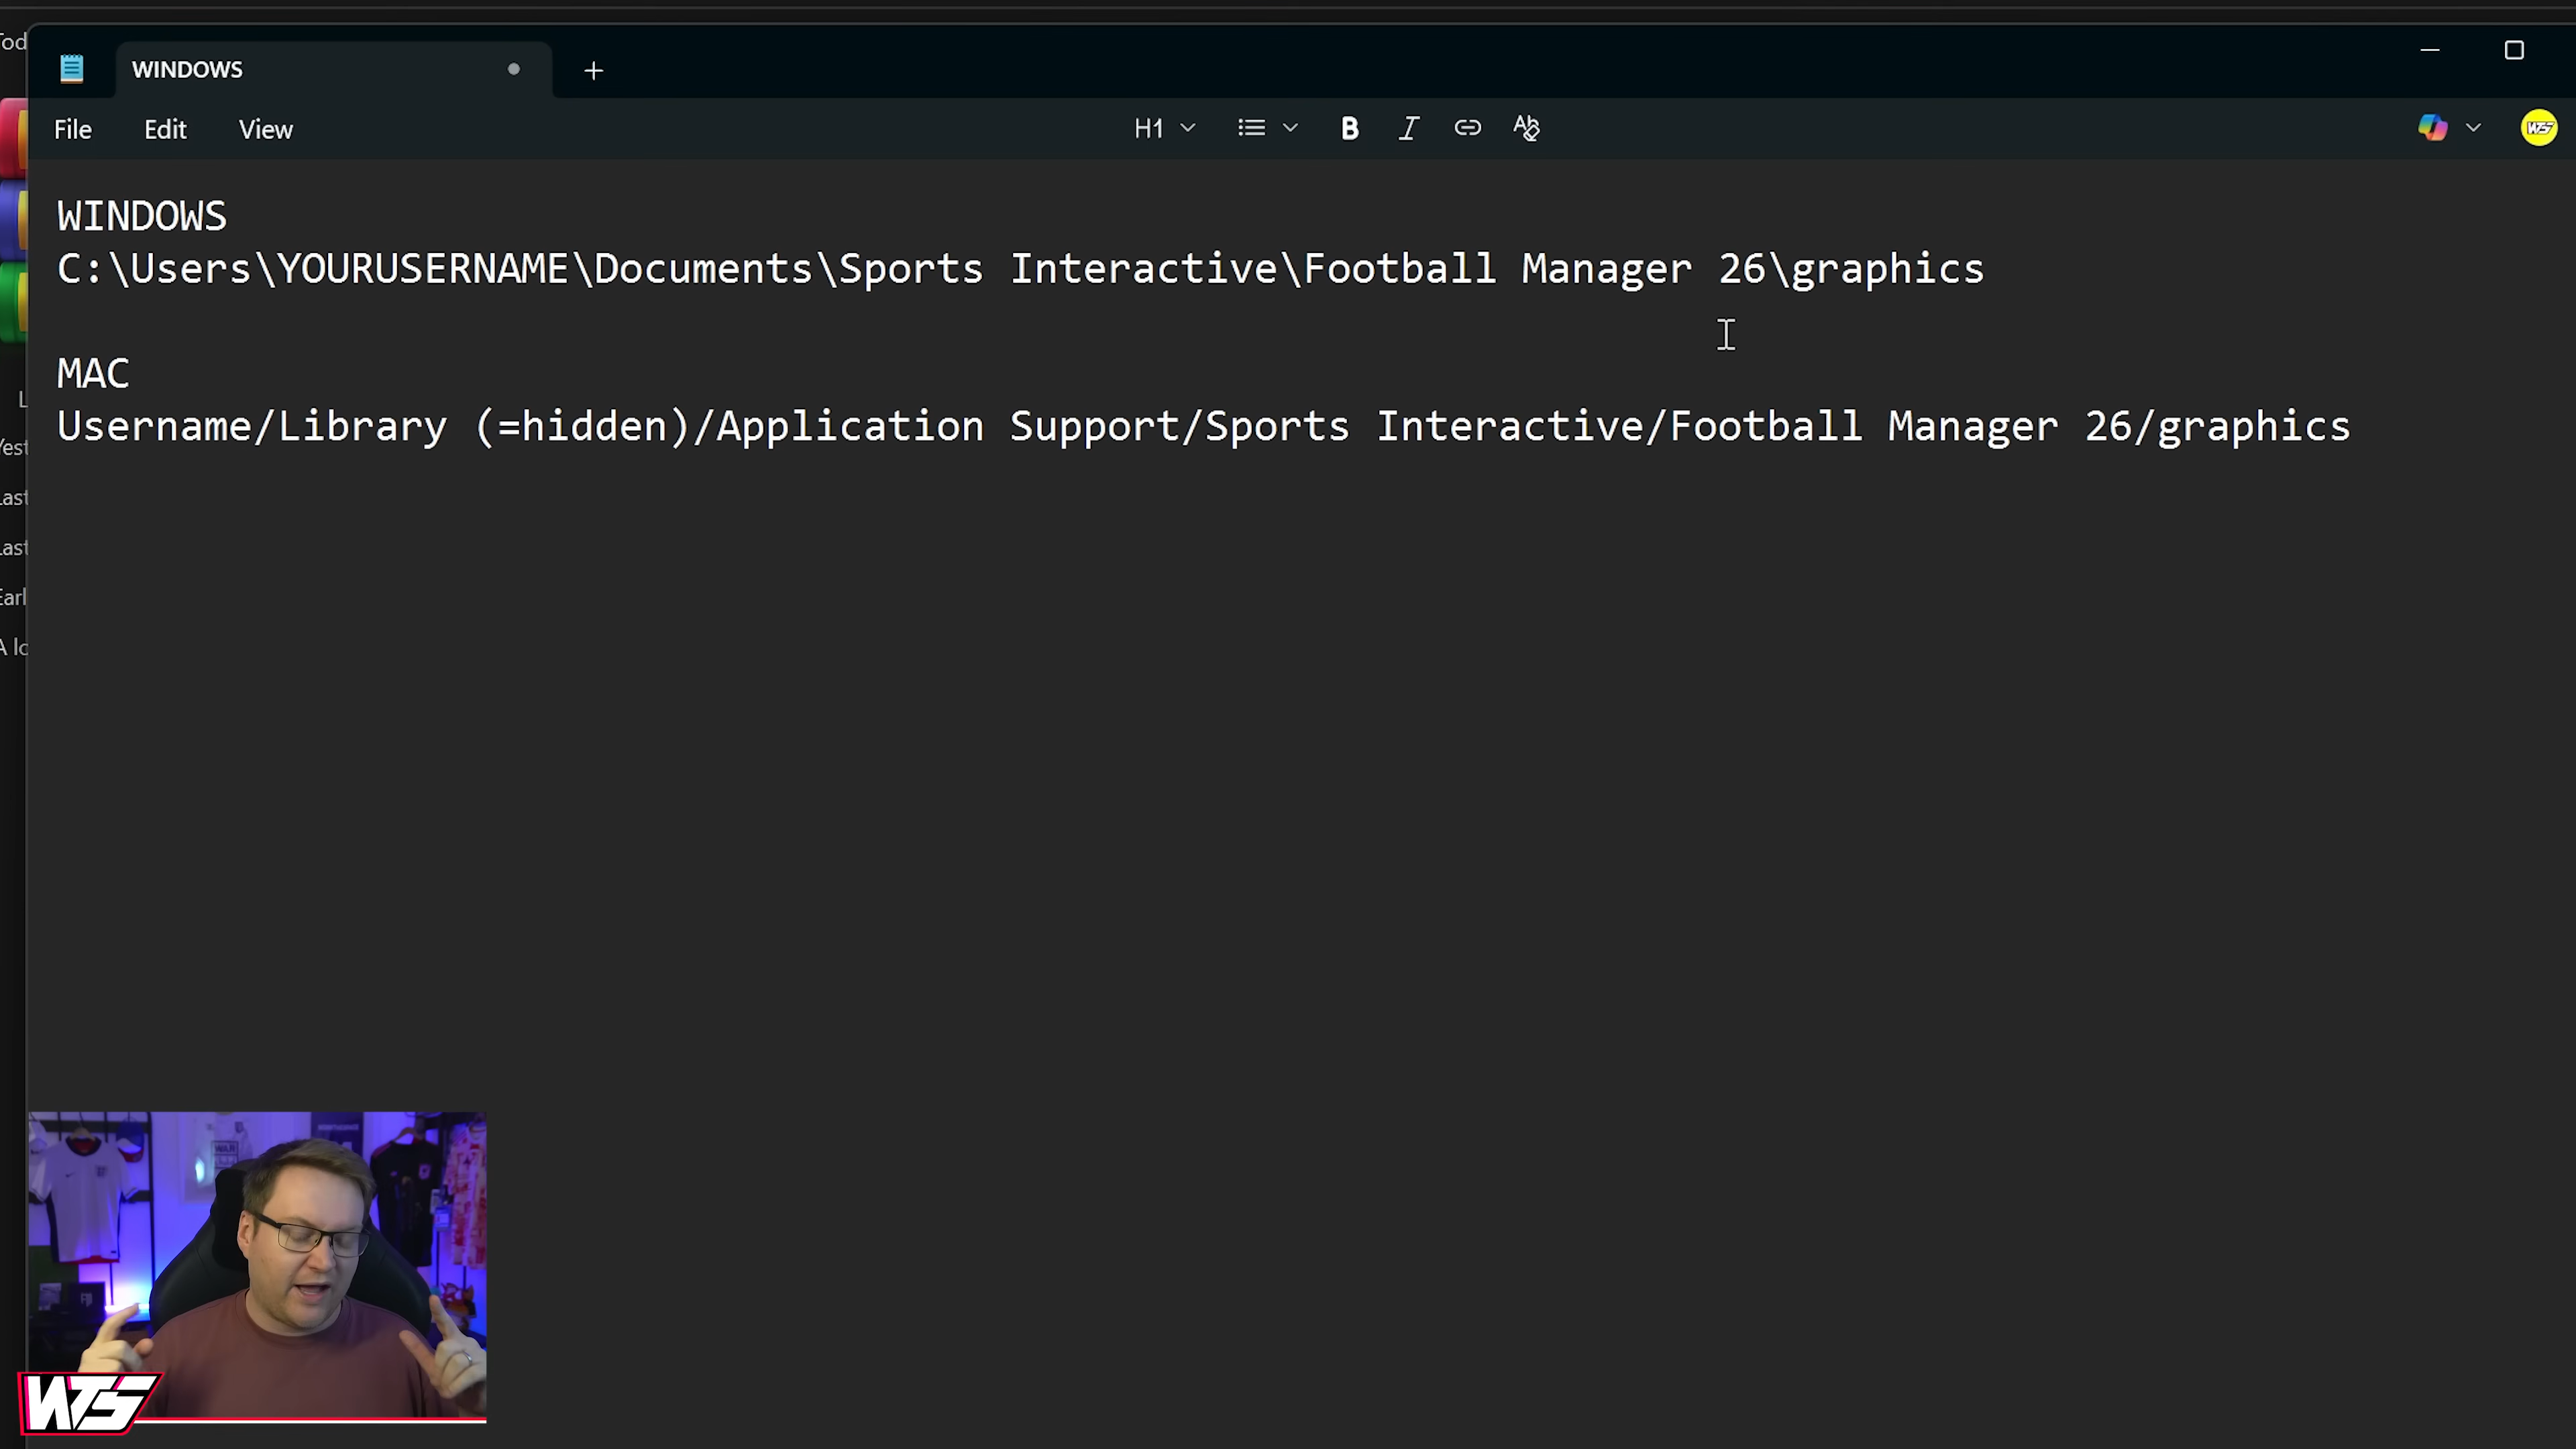 WINDOWS
File Edit View H1 B I
WINDOWS
C:\Users\YOURUSERNAME\Documents\Sports Interactive\Football Manager 26\graphics
MAC
Username/Library (=hidden)/Application Support/Sports Interactive/Football Manager 26/graphics
WTS